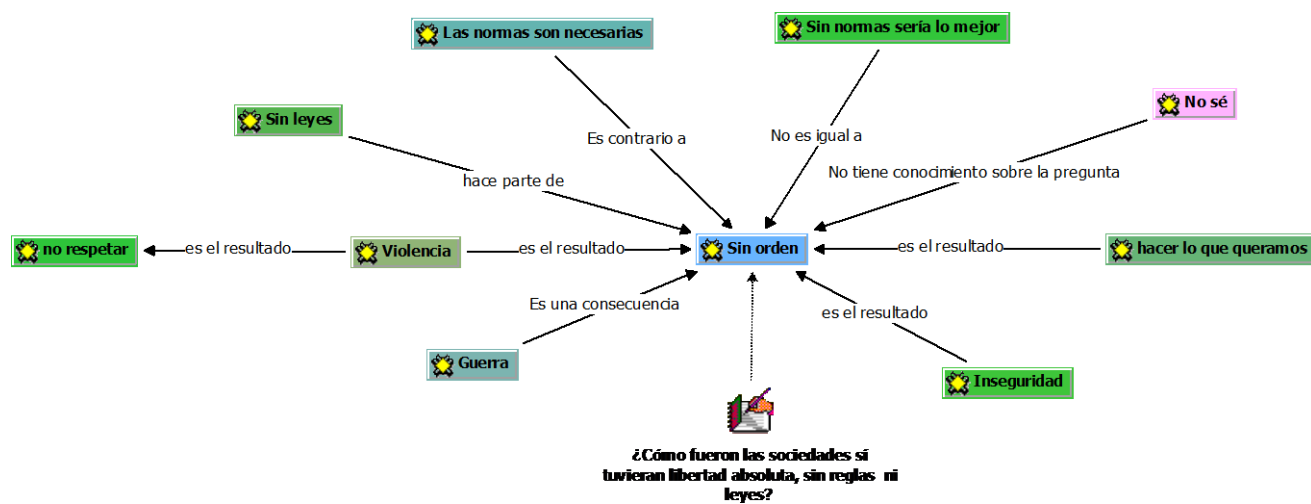 Las normas son necesarias
Sin normas sería lo mejor
No sé
Sin leyes
Es contrario a
No es igual a
No tiene conocimiento sobre la pregunta
hace parte de
no respetar
es el resultado
Violencia
es el resultado
Sin orden
es el resultado
hacer lo que queramos
Es una consecuencia
es el resultado
Guerra
Inseguridad
¿Cómo fueron las sociedades sí
tuvieran libertad absoluta, sin reglas ni
leyes?